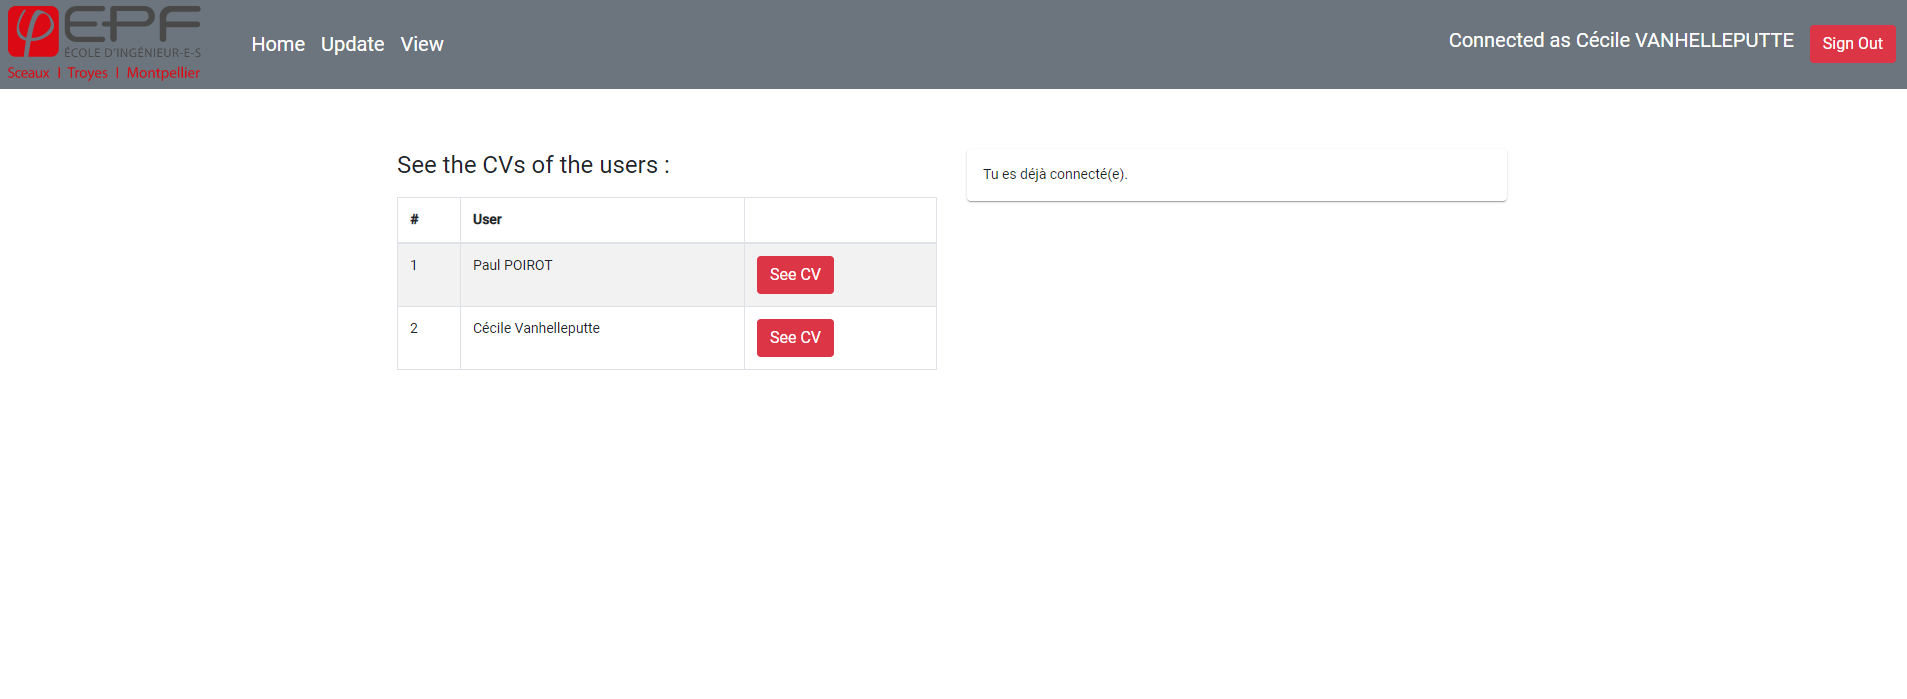 EPF
ÉCOLE D'INGÉNIEUR-E-S
Sceaux | Troyes | Montpellier
Home Update View
Connected as Cécile VANHELLEPUTTE Sign Out
See the CVs of the users :
# User
1 Paul POIROT See CV
2 Cécile Vanhelleputte See CV
Tu es déjà connecté(e).